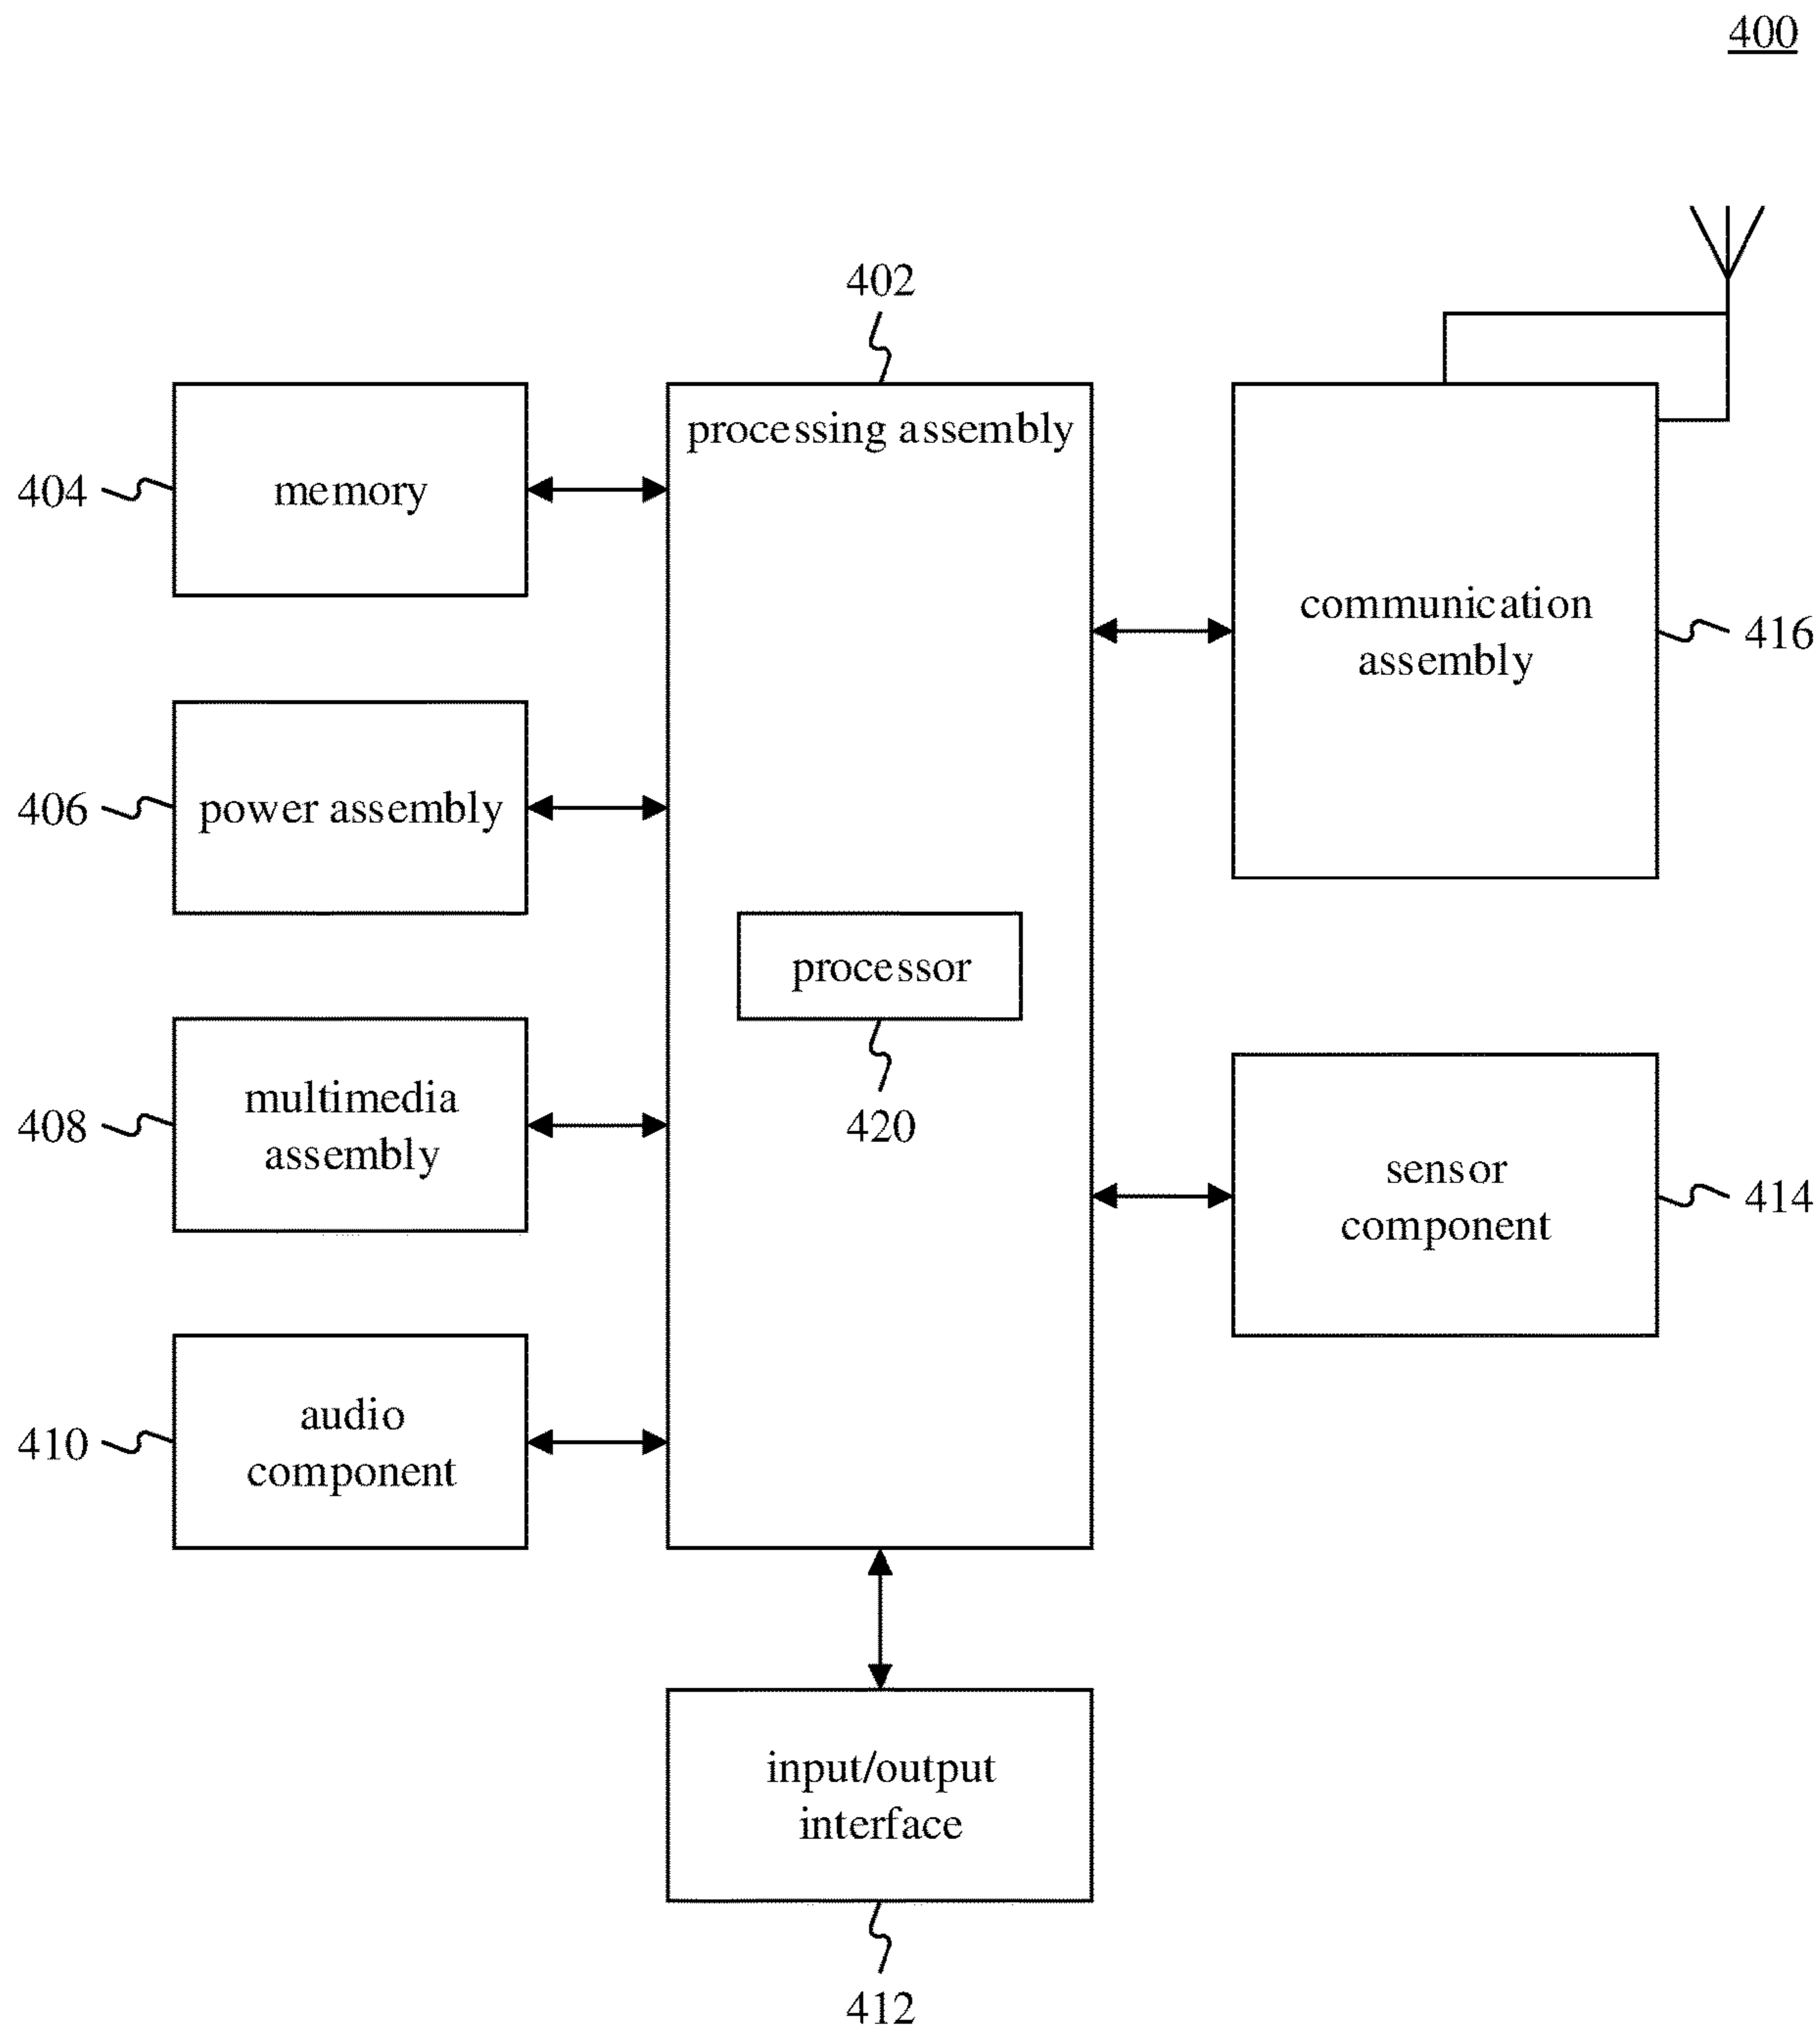 400
402
processing assembly
404
memory
communication
assembly
416
406
power assembly
processor
420
408
multimedia
assembly
sensor
component
414
410
audio
component
input/output
interface
412